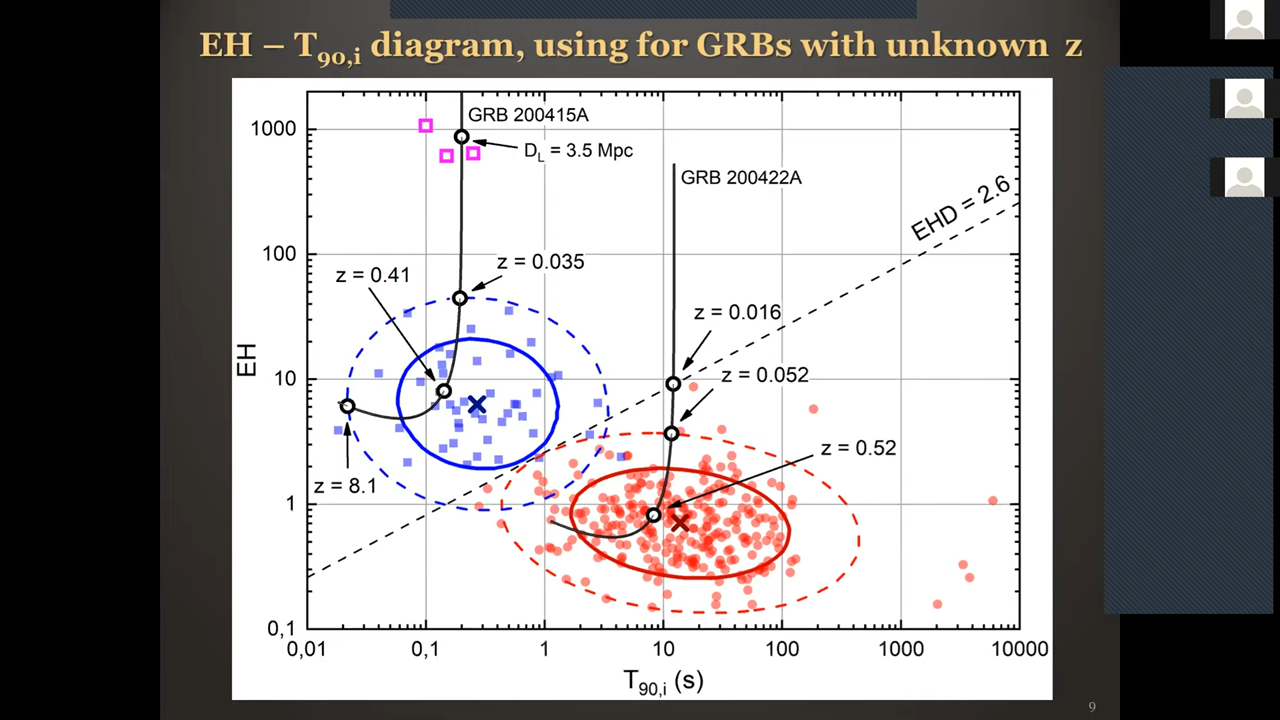 EH – T90,i diagram, using for GRBs with unknown z
GRB 200415A
1000
DL = 3.5 Mpc
GRB 200422A
EHD = 2.6
100
z = 0.41
z = 0.035
z = 0.016
EH
10
z = 0.052
z = 0.52
z = 8.1
1
0,1
0,01
0,1
1
10
100
1000
10000
T90,i (s)
9